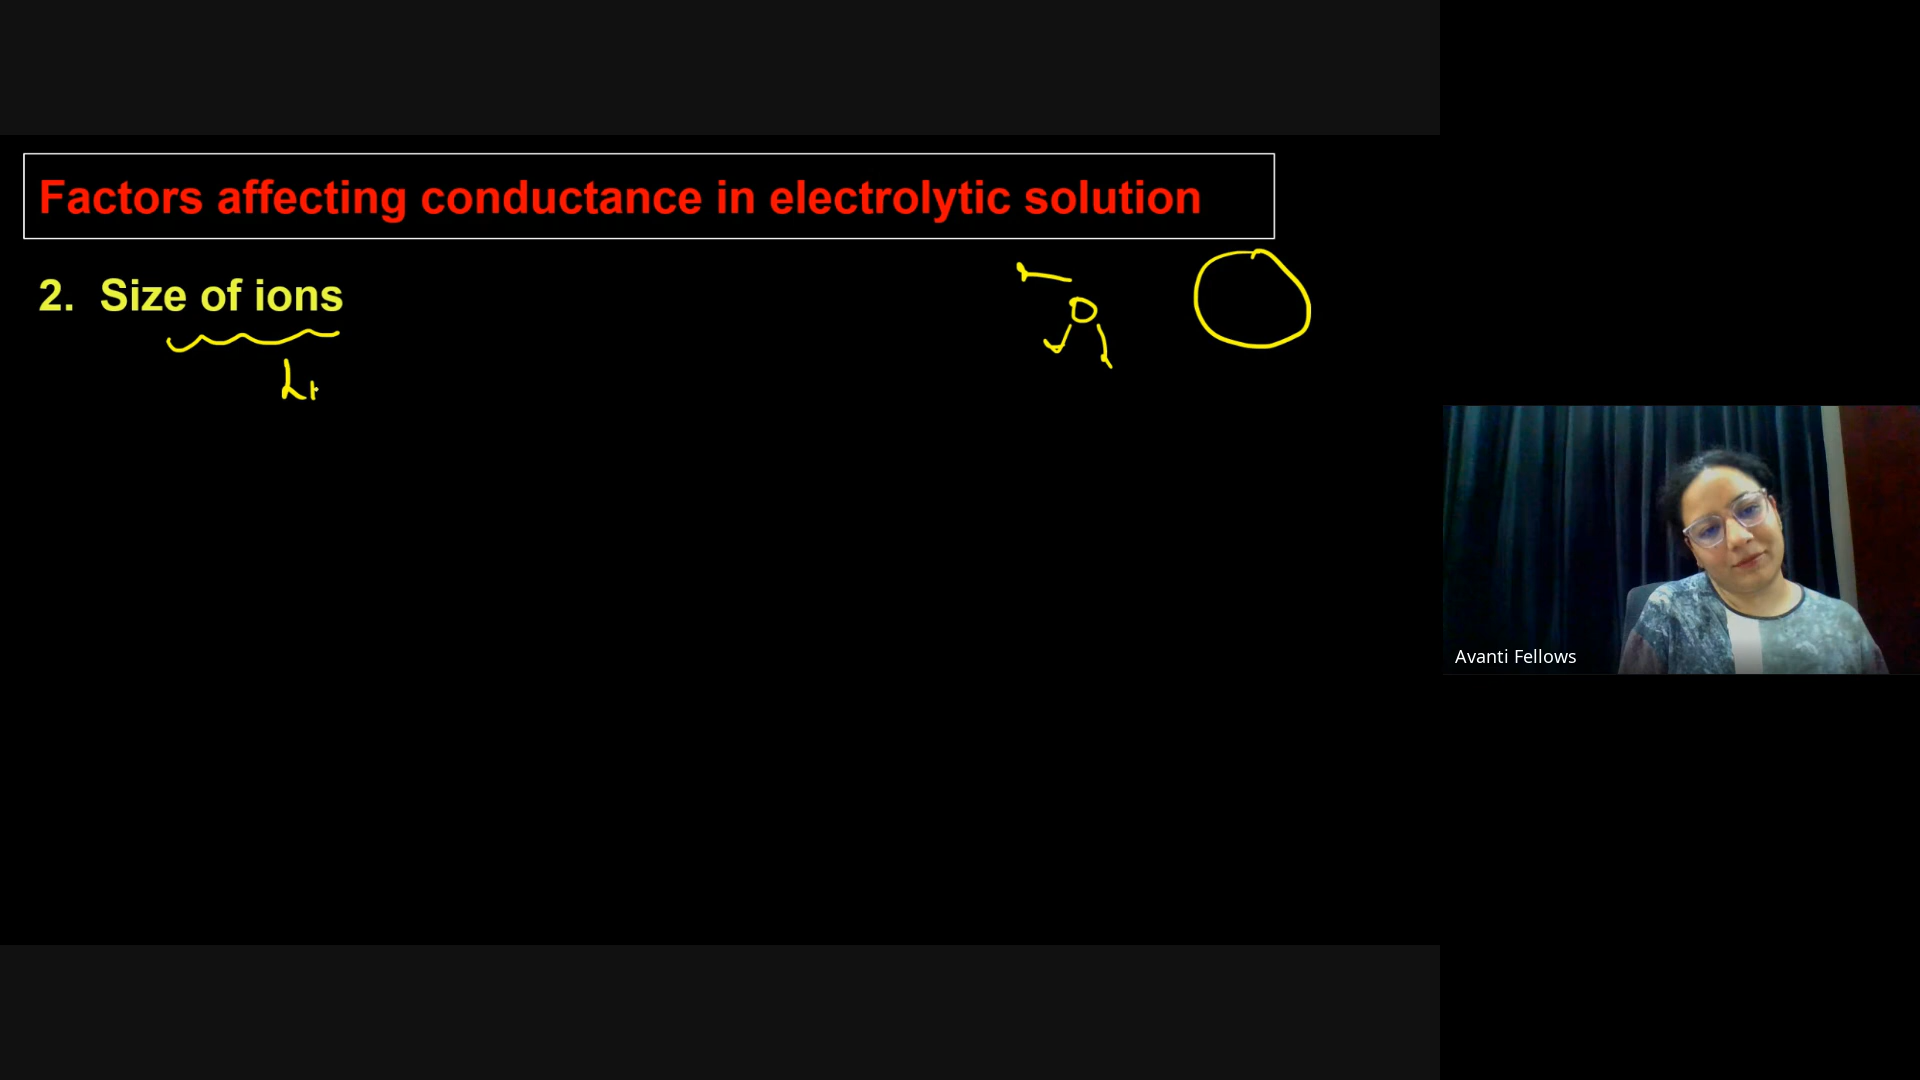 Factors affecting conductance in electrolytic solution
2. Size of ions
Avanti Fellows